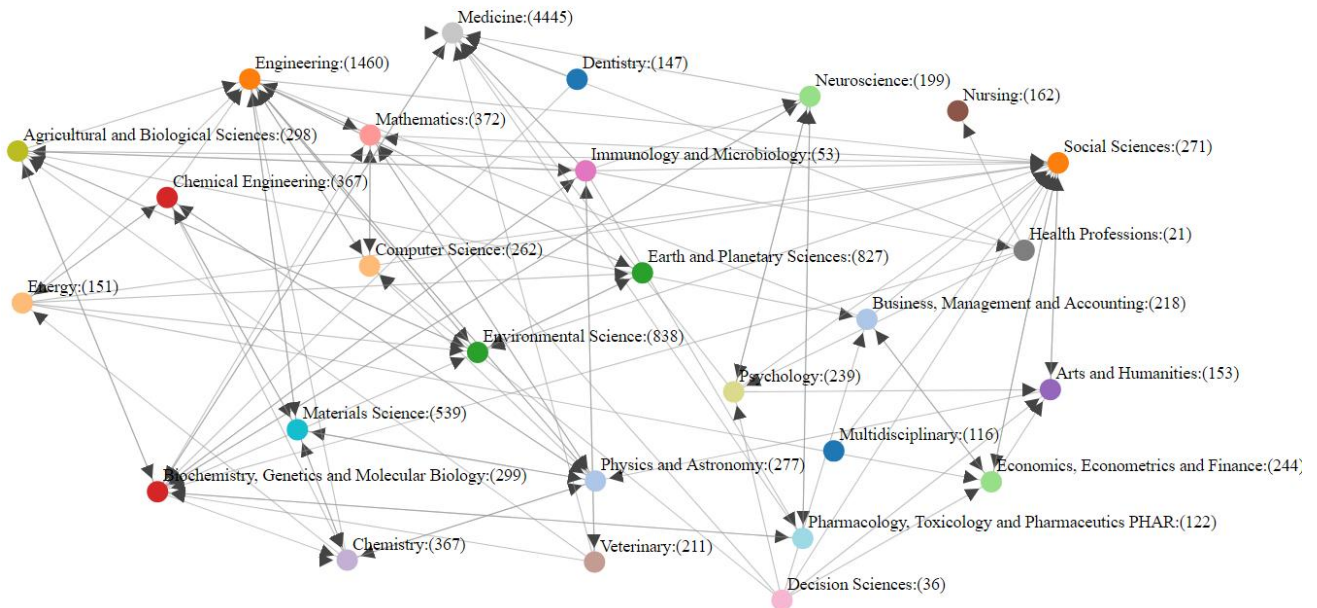 Medicine:(4445)
Engineering:(1460)
Dentistry:(147)
Neuroscience:(199)
Nursing:(162)
Mathematics:(372)
Agricultural and Biological Sciences:(298)
Immunology and Microbiology:(53)
Social Sciences:(271)
Chemical Engineering:(367)
Health Professions:(21)
Computer Science:(262)
Earth and Planetary Sciences:(827)
Energy:(151)
Business, Management and Accounting:(218)
Environmental Science:(838)
Psychology:(239)
Arts and Humanities:(153)
Materials Science:(539)
Multidisciplinary:(116)
Physics and Astronomy:(277)
Economics, Econometrics and Finance:(244)
Biochemistry, Genetics and Molecular Biology:(299)
Pharmacology, Toxicology and Pharmaceutics PHAR:(122)
Chemistry:(367)
Veterinary:(211)
Decision Sciences:(36)